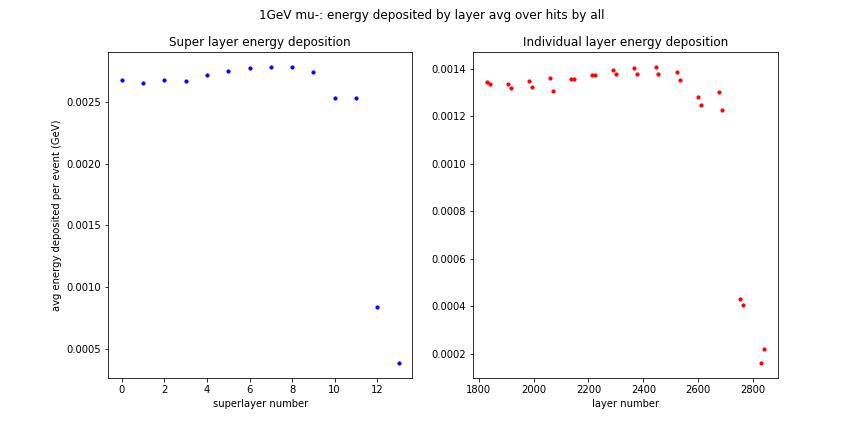 1GeV mu-: energy deposited by layer avg over hits by all
Super layer energy deposition
avg energy deposited per event (GeV)
0.0025
0.0020
0.0015
0.0010
0.0005
0 2 4 6 8 10 12
superlayer number
Individual layer energy deposition
0.0014
0.0012
0.0010
0.0008
0.0006
0.0004
0.0002
1800 2000 2200 2400 2600 2800
layer number